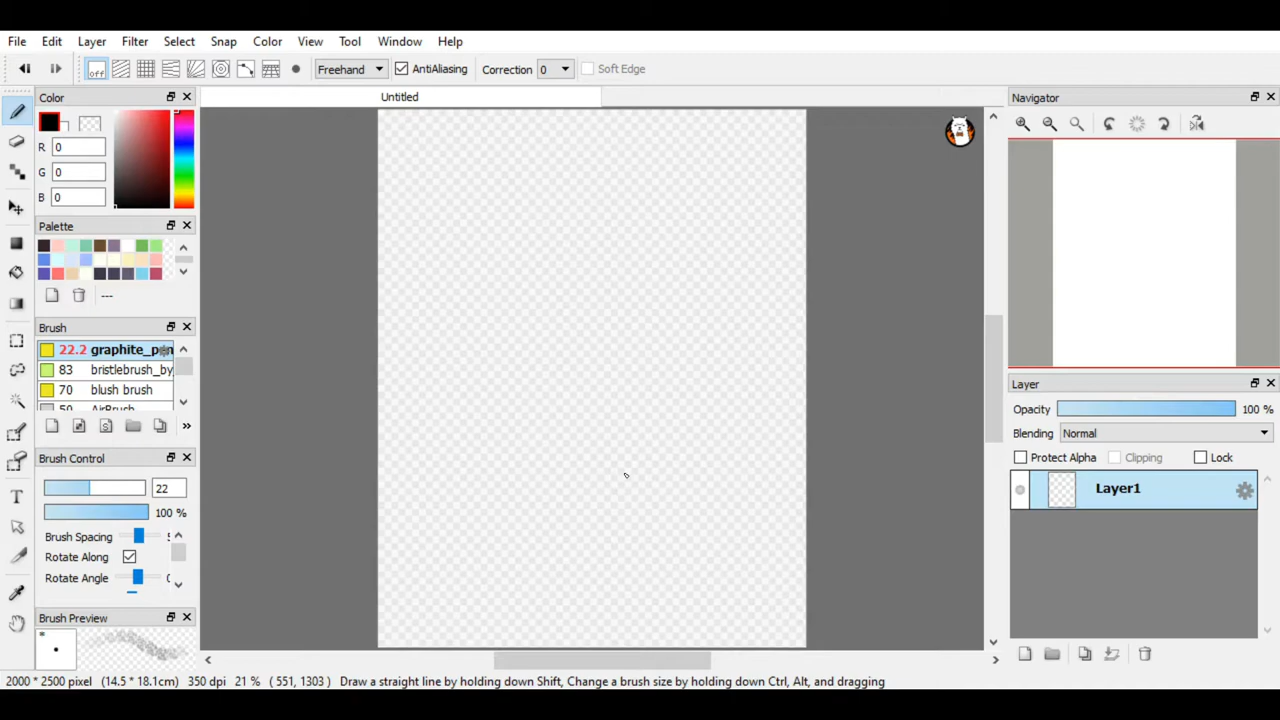 File Edit Layer Filter Select Snap Color View Tool Window Help
off Freehand AntiAliasing Correction 0 Soft Edge
Color
R 0
G 0
B 0
Palette
---
Brush
22.2
83 bristlebrush_by
70 blush brush
50 AirBrush
S
Brush Control
22
100 %
Brush Spacing
Rotate Along
Rotate Angle
Brush Preview
*
Untitled
Navigator
Layer
Opacity 100 %
Blending Normal
Protect Alpha Clipping Lock
Layer1
T
2000 * 2500 pixel (14.5 * 18.1cm) 350 dpi 21 % ( 551, 1303 ) Draw a straight line by holding down Shift, Change a brush size by holding down Ctrl, Alt, and dragging